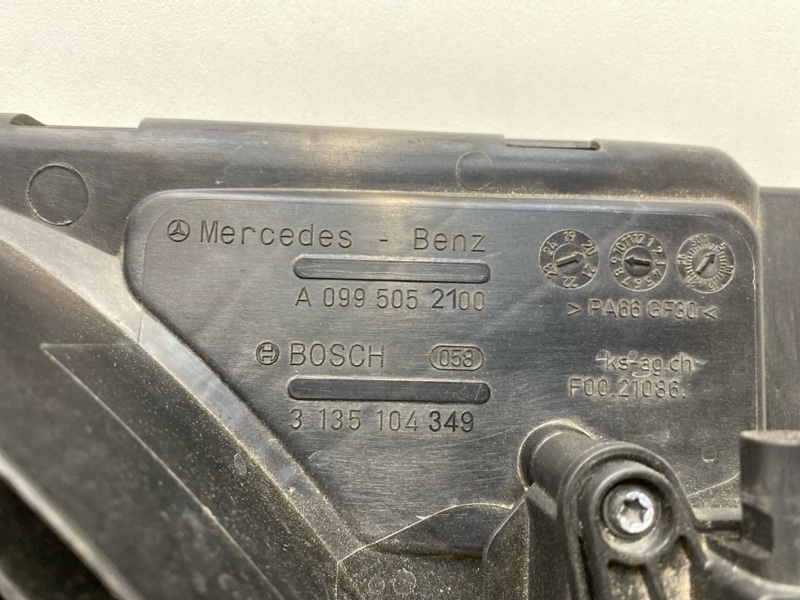 Mercedes - Benz
A 099 505 2100
BOSCH 058
3 135 104 349
> PA66 GF30 <
ks-ag.ch
F00.21086.